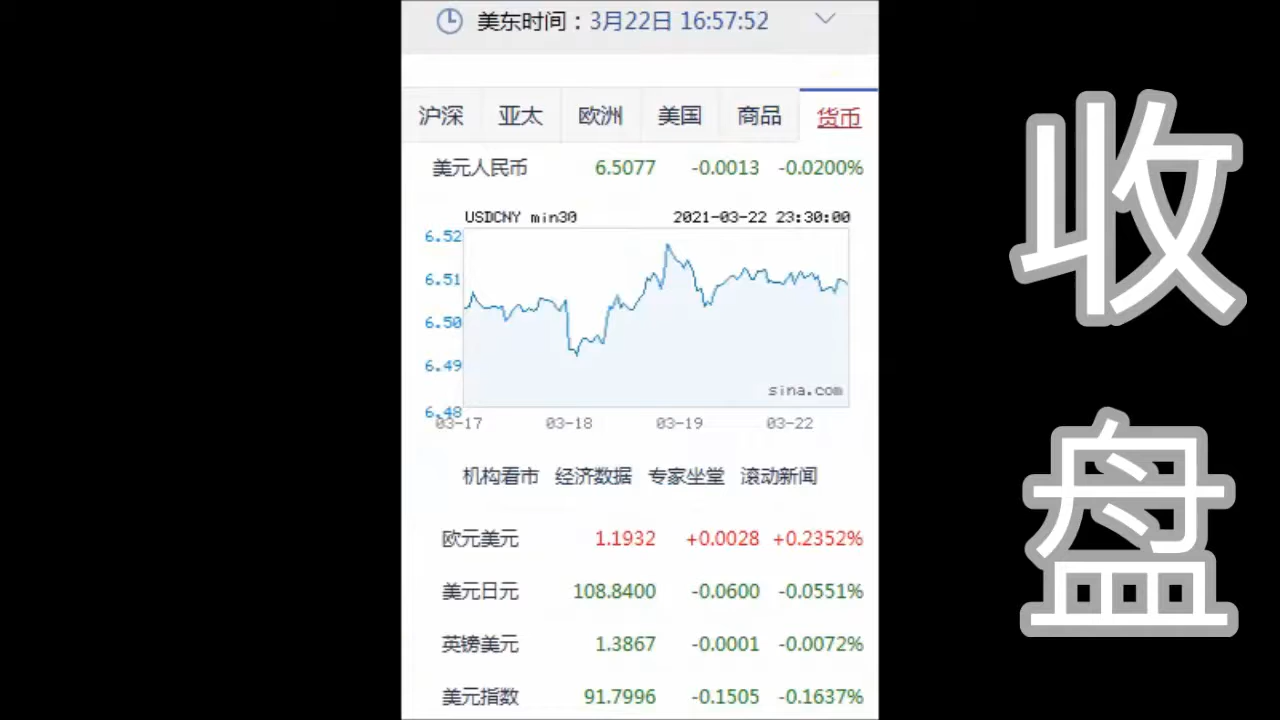 美东时间：3月22日 16:57:52
沪深 亚太 欧洲 美国 商品 货币
美元人民币 6.5077 -0.0013 -0.0200%
USDCNY min30 2021-03-22 23:30:00
6.52
6.51
6.50
6.49
6.48
sina.com
03-17 03-18 03-19 03-22
机构看市 经济数据 专家坐堂 滚动新闻
欧元美元 1.1932 +0.0028 +0.2352%
美元日元 108.8400 -0.0600 -0.0551%
英镑美元 1.3867 -0.0001 -0.0072%
美元指数 91.7996 -0.1505 -0.1637%
收
盘